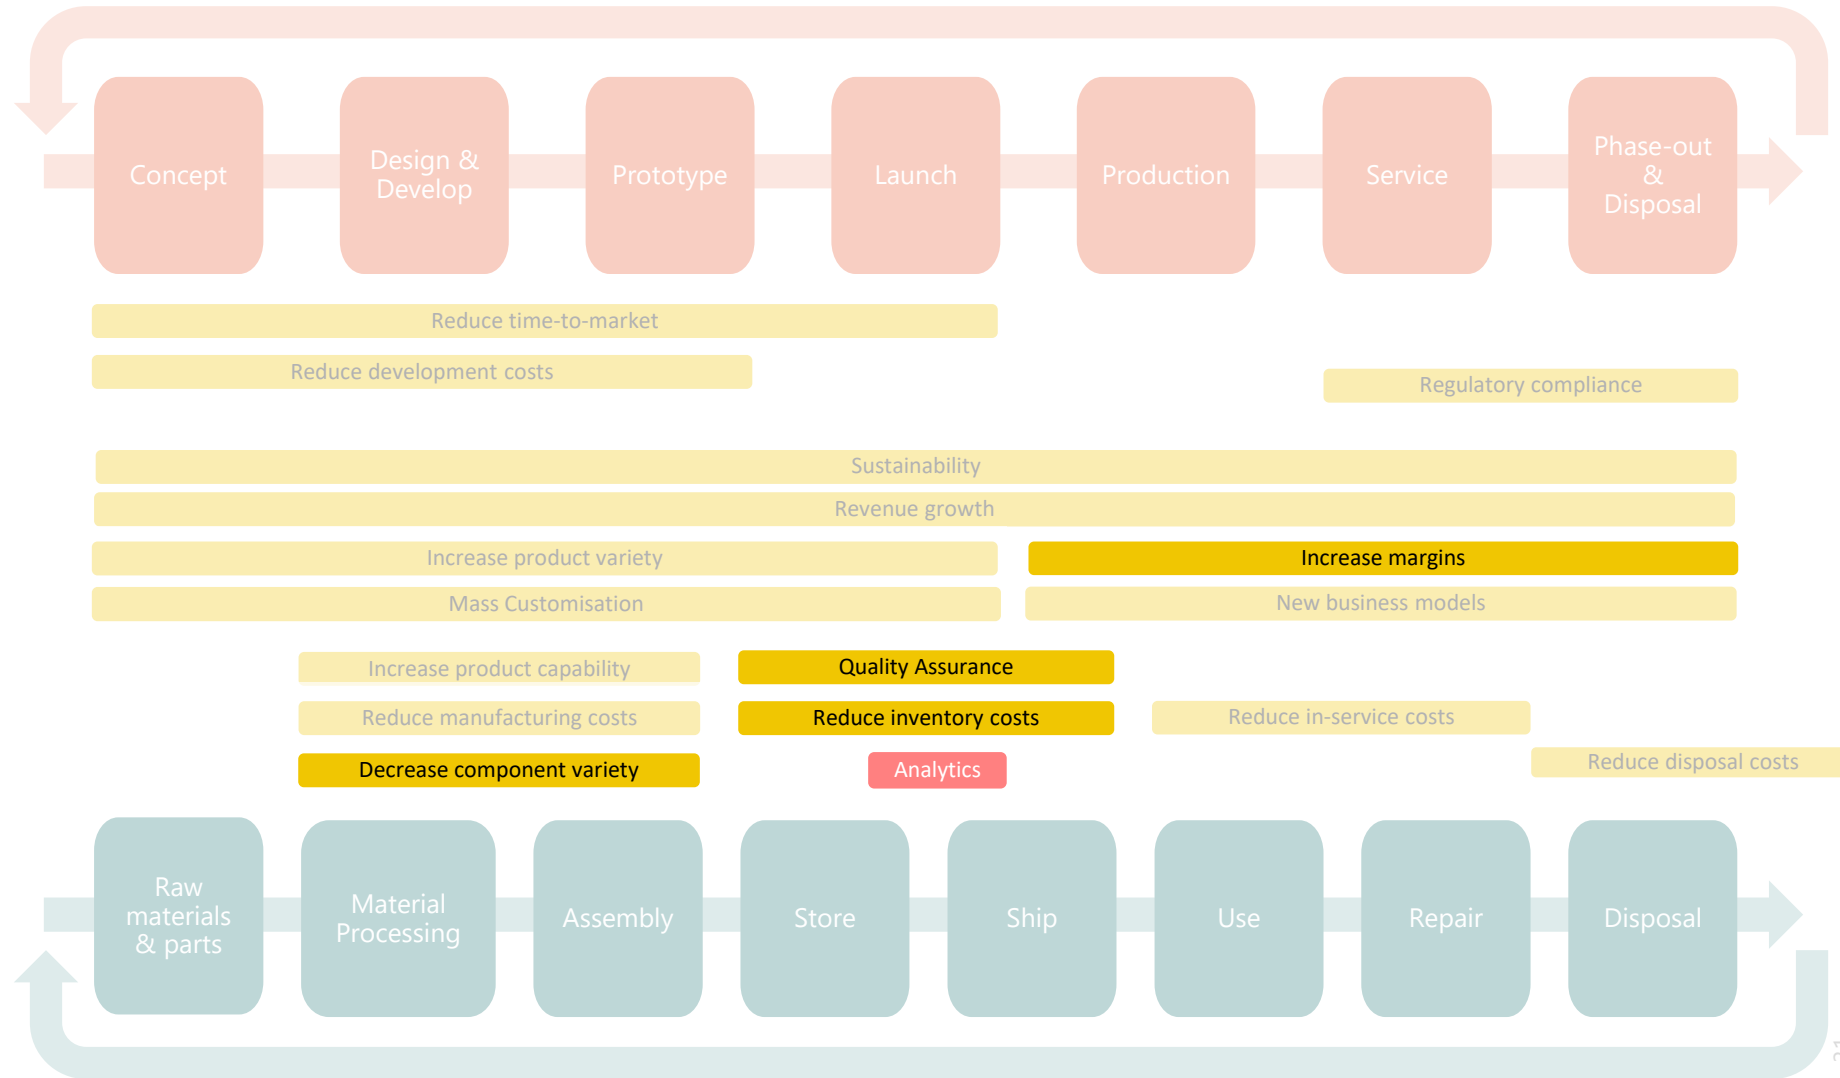 Concept
Design &
Develop
Prototype
Launch
Production
Service
Phase-out
&
Disposal
Reduce time-to-market
Reduce development costs
Regulatory compliance
Sustainability
Revenue growth
Increase product variety
Increase margins
Mass Customisation
New business models
Increase product capability
Quality Assurance
Reduce manufacturing costs
Reduce inventory costs
Reduce in-service costs
Decrease component variety
Analytics
Reduce disposal costs
Raw
materials
& parts
Material
Processing
Assembly
Store
Ship
Use
Repair
Disposal